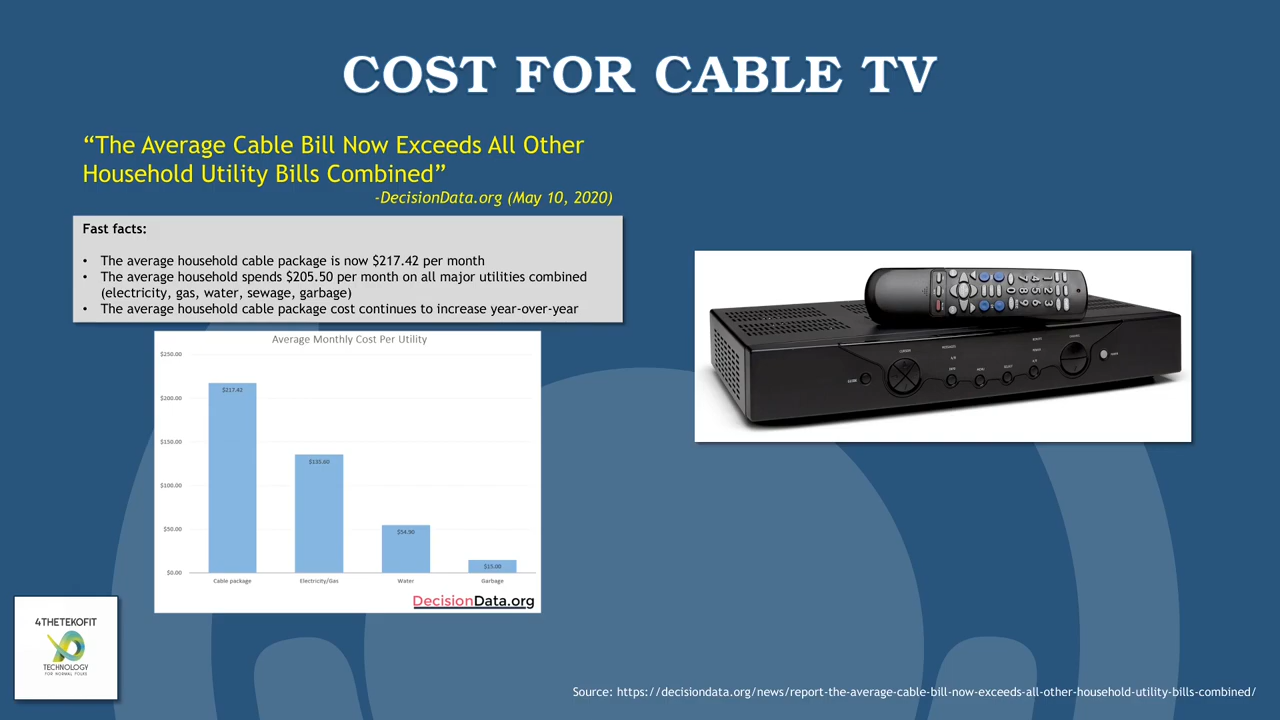 COST FOR CABLE TV
“The Average Cable Bill Now Exceeds All Other
Household Utility Bills Combined”
-DecisionData.org (May 10, 2020)
Fast facts:
• The average household cable package is now $217.42 per month
• The average household spends $205.50 per month on all major utilities combined
(electricity, gas, water, sewage, garbage)
• The average household cable package cost continues to increase year-over-year
Average Monthly Cost Per Utility
$250.00
$200.00
$150.00
$100.00
$50.00
$0.00
$217.42
$135.60
$54.90
$15.00
Cable package
Electricity/Gas
Water
Garbage
DecisionData.org
4THETEKOFIT
TECHNOLOGY
FOR NORMAL FOLKS
Source: https://decisiondata.org/news/report-the-average-cable-bill-now-exceeds-all-other-household-utility-bills-combined/